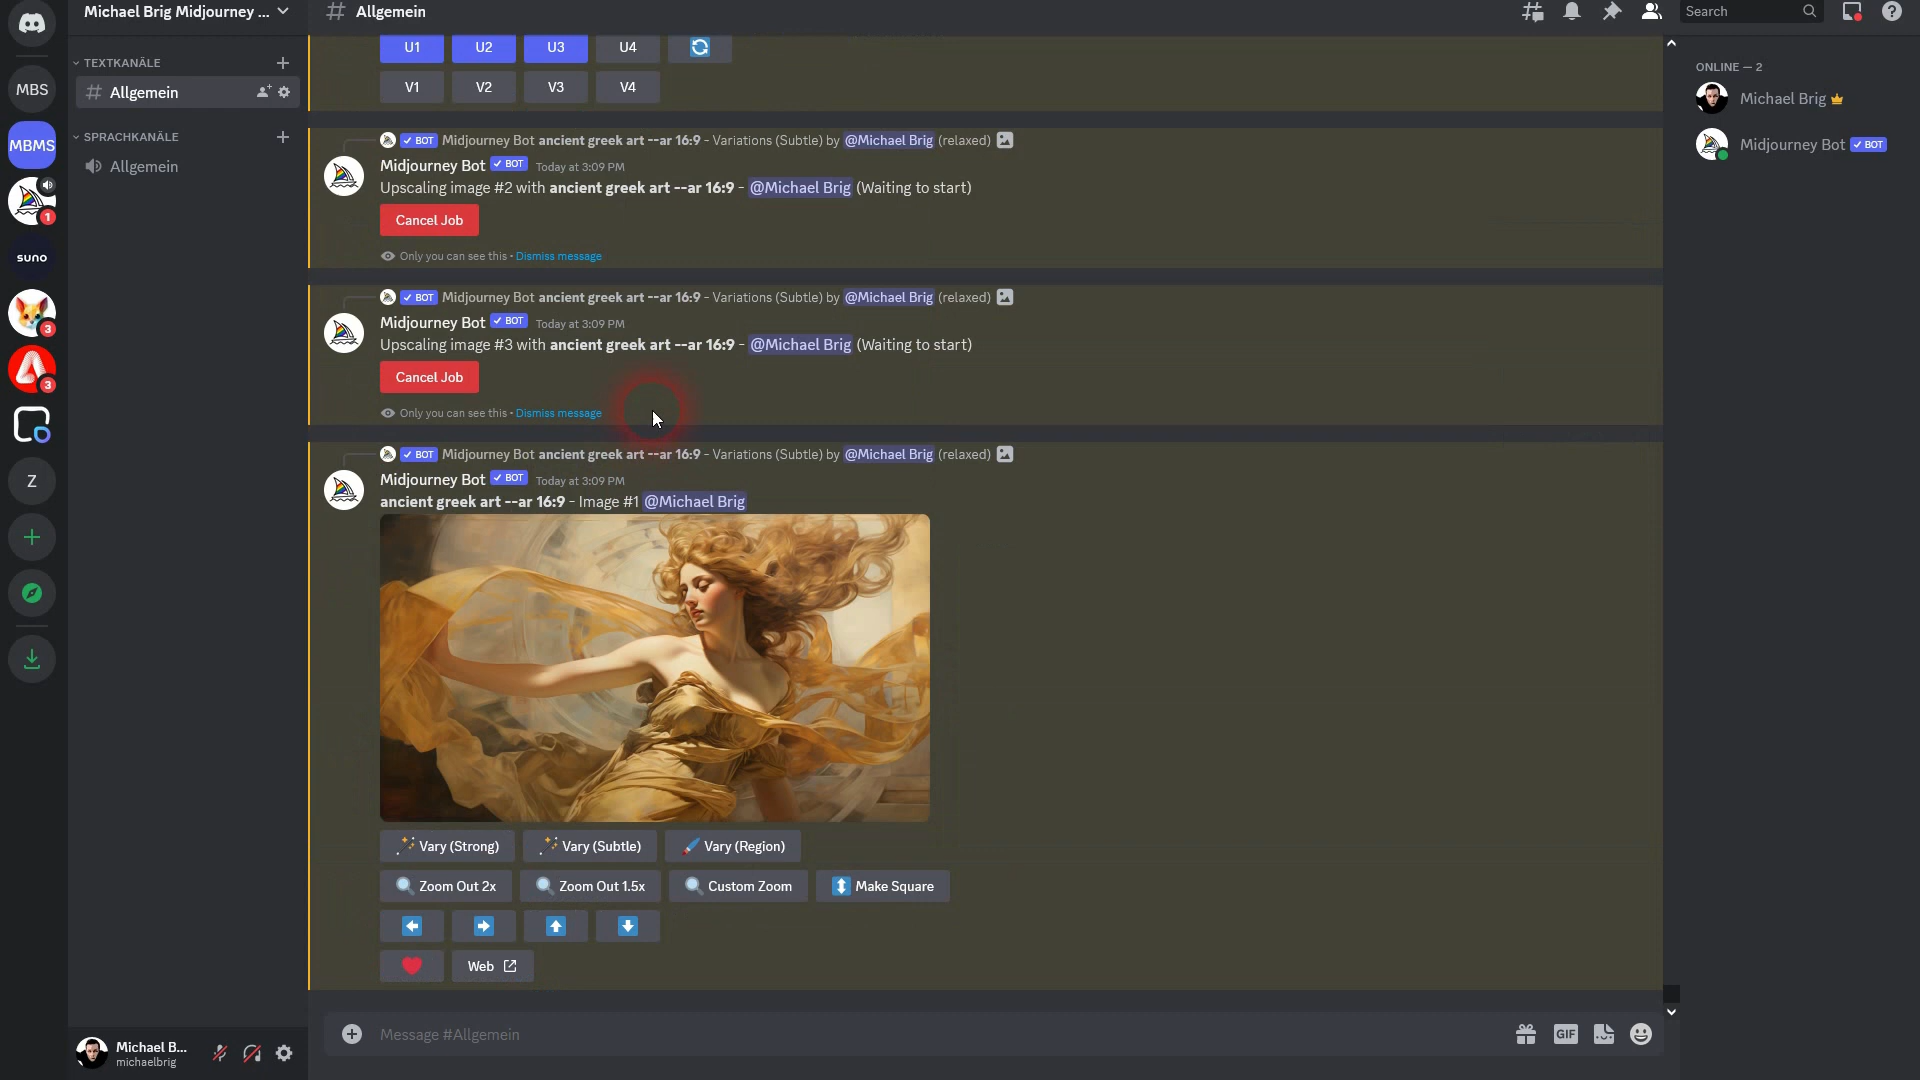 Michael Brig Midjourney ...
MBS
MBMS
1
suno
3
3
Z
TEXTKANÄLE
Allgemein
SPRACHKANÄLE
Allgemein
Michael B...
michaelbrig
Allgemein
Search
U1 U2 U3 U4
V1 V2 V3 V4
BOT Midjourney Bot ancient greek art --ar 16:9 - Variations (Subtle) by @Michael Brig (relaxed)
Midjourney Bot BOT Today at 3:09 PM
Upscaling image #2 with ancient greek art --ar 16:9 - @Michael Brig (Waiting to start)
Cancel Job
Only you can see this • Dismiss message
BOT Midjourney Bot ancient greek art --ar 16:9 - Variations (Subtle) by @Michael Brig (relaxed)
Midjourney Bot BOT Today at 3:09 PM
Upscaling image #3 with ancient greek art --ar 16:9 - @Michael Brig (Waiting to start)
Cancel Job
Only you can see this • Dismiss message
BOT Midjourney Bot ancient greek art --ar 16:9 - Variations (Subtle) by @Michael Brig (relaxed)
Midjourney Bot BOT Today at 3:09 PM
ancient greek art --ar 16:9 - Image #1 @Michael Brig
Vary (Strong) Vary (Subtle) Vary (Region)
Zoom Out 2x Zoom Out 1.5x Custom Zoom Make Square
Web
Message #Allgemein
GIF
ONLINE — 2
Michael Brig
Midjourney Bot BOT